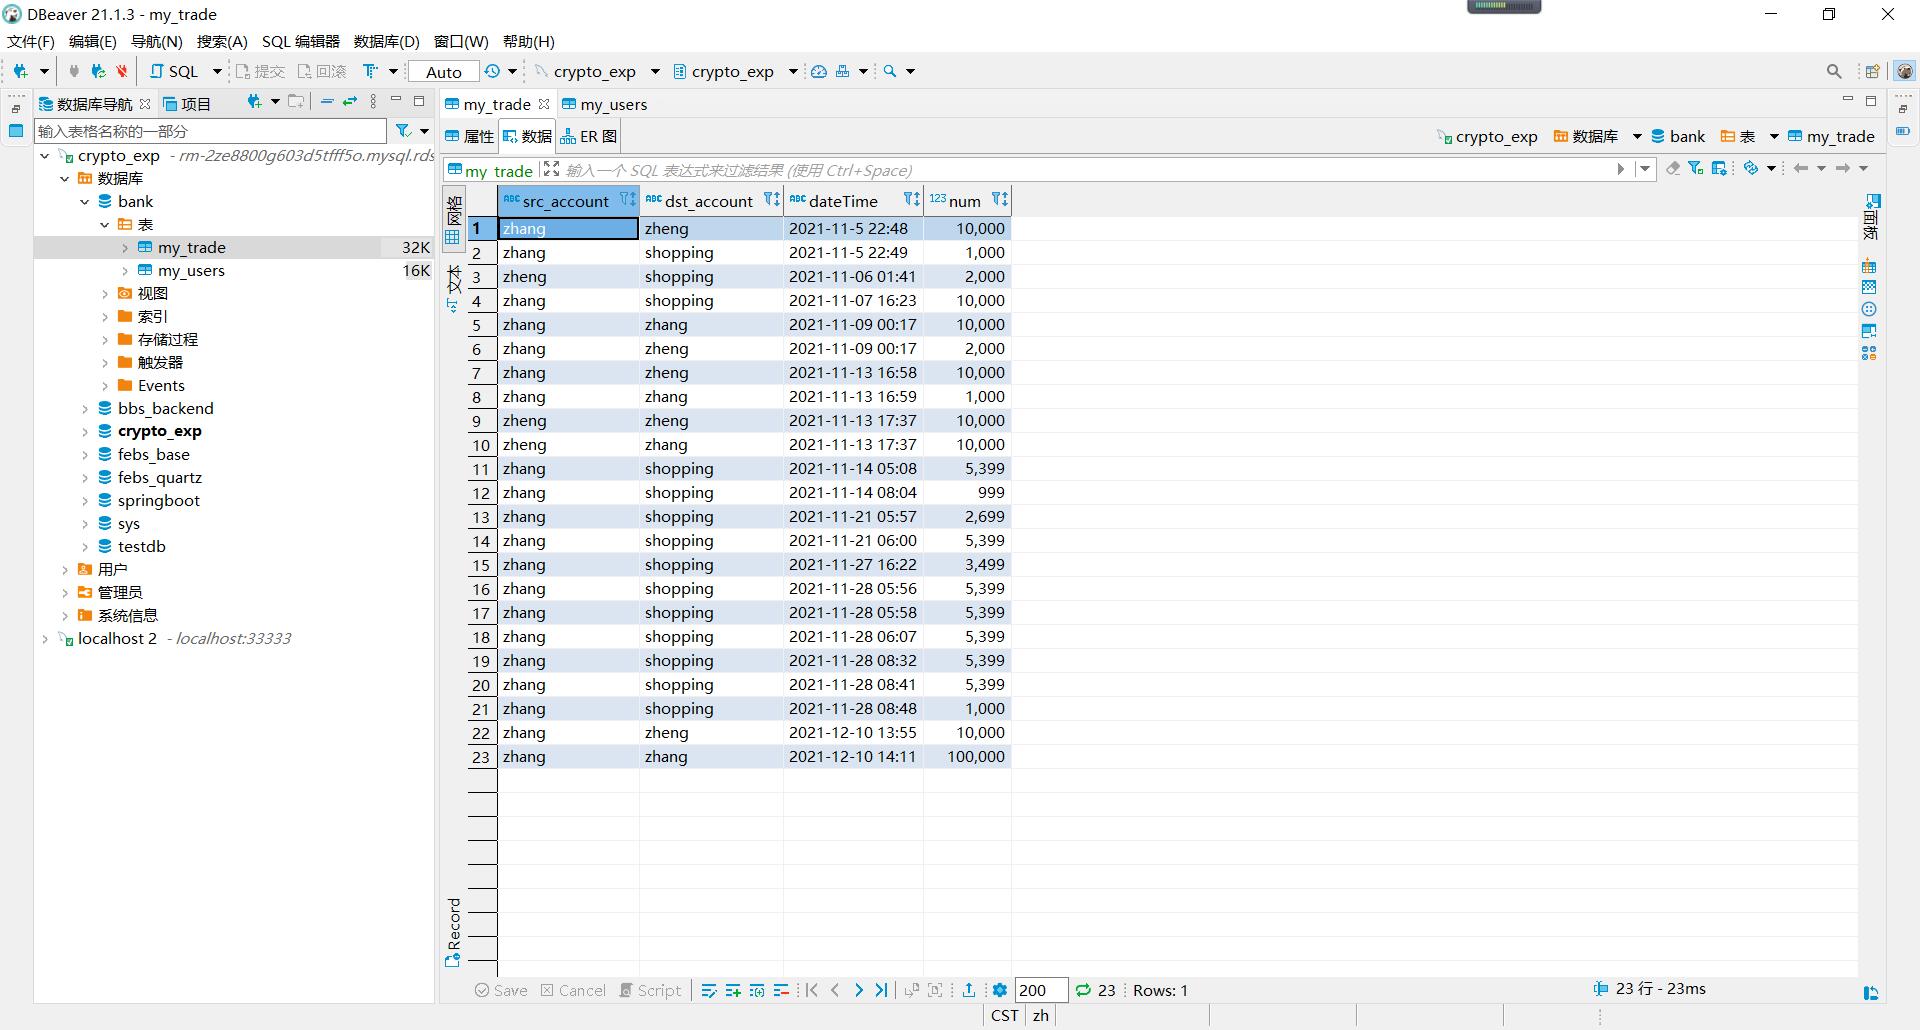 DBeaver 21.1.3 - my_trade
文件(F) 编辑(E) 导航(N) 搜索(A) SQL 编辑器 数据库(D) 窗口(W) 帮助(H)
SQL 提交 回滚 Auto crypto_exp crypto_exp
数据库导航 项目
输入表格名称的一部分
crypto_exp - rm-2ze8800g603d5tfff5o.mysql.rds
数据库
bank
表
my_trade 32K
my_users 16K
视图
索引
存储过程
触发器
Events
bbs_backend
crypto_exp
febs_base
febs_quartz
springboot
sys
testdb
用户
管理员
系统信息
localhost 2 - localhost:33333
my_trade my_users
属性 数据 ER 图 crypto_exp 数据库 bank 表 my_trade
my_trade 输入一个 SQL 表达式来过滤结果 (使用 Ctrl+Space)
网格
文本
Record
ABC src_account ABC dst_account ABC dateTime 123 num
1 zhang zheng 2021-11-5 22:48 10,000
2 zhang shopping 2021-11-5 22:49 1,000
3 zheng shopping 2021-11-06 01:41 2,000
4 zhang shopping 2021-11-07 16:23 10,000
5 zhang zhang 2021-11-09 00:17 10,000
6 zhang zheng 2021-11-09 00:17 2,000
7 zhang zheng 2021-11-13 16:58 10,000
8 zhang zhang 2021-11-13 16:59 1,000
9 zheng zheng 2021-11-13 17:37 10,000
10 zheng zhang 2021-11-13 17:37 10,000
11 zhang shopping 2021-11-14 05:08 5,399
12 zhang shopping 2021-11-14 08:04 999
13 zhang shopping 2021-11-21 05:57 2,699
14 zhang shopping 2021-11-21 06:00 5,399
15 zhang shopping 2021-11-27 16:22 3,499
16 zhang shopping 2021-11-28 05:56 5,399
17 zhang shopping 2021-11-28 05:58 5,399
18 zhang shopping 2021-11-28 06:07 5,399
19 zhang shopping 2021-11-28 08:32 5,399
20 zhang shopping 2021-11-28 08:41 5,399
21 zhang shopping 2021-11-28 08:48 1,000
22 zhang zheng 2021-12-10 13:55 10,000
23 zhang zhang 2021-12-10 14:11 100,000
面板
Save Cancel Script 200 23 Rows: 1 23 行 - 23ms
CST zh